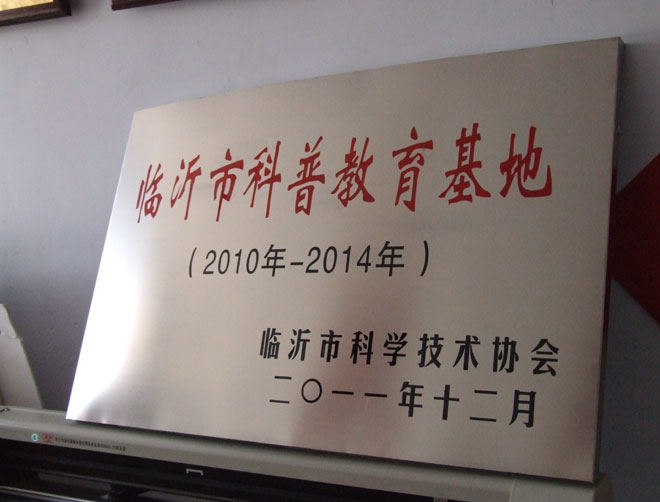 临沂市科普教育基地
（2010年-2014年）
临沂市科学技术协会
二〇一一年十二月